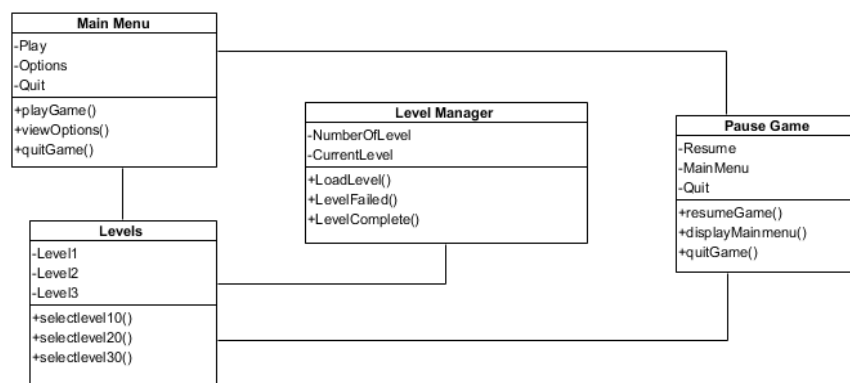 Main Menu
-Play
-Options
-Quit
+playGame()
+viewOptions()
+quitGame()
Level Manager
-NumberOfLevel
-CurrentLevel
+LoadLevel()
+LevelFailed()
+LevelComplete()
Pause Game
-Resume
-MainMenu
-Quit
+resumeGame()
+displayMainmenu()
+quitGame()
Levels
-Level1
-Level2
-Level3
+selectlevel10()
+selectlevel20()
+selectlevel30()